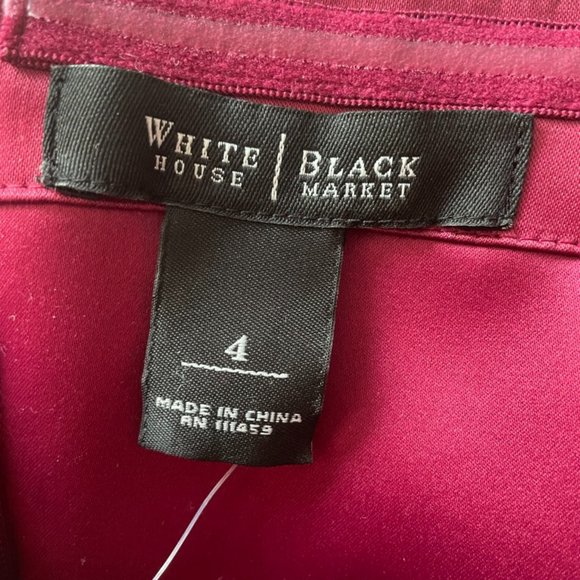 WHITE | BLACK
HOUSE | MARKET
4
MADE IN CHINA
RN 111459